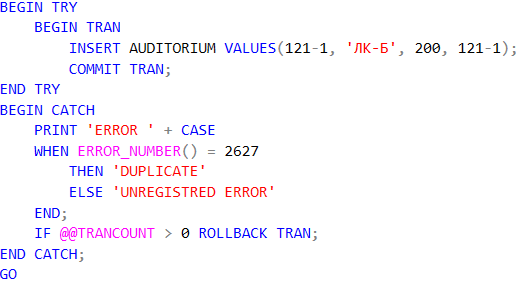 BEGIN TRY
    BEGIN TRAN
        INSERT AUDITORIUM VALUES(121-1, 'ЛК-Б', 200, 121-1);
        COMMIT TRAN;
END TRY
BEGIN CATCH
    PRINT 'ERROR ' + CASE
    WHEN ERROR_NUMBER() = 2627
        THEN 'DUPLICATE'
        ELSE 'UNREGISTRED ERROR'
    END;
    IF @@TRANCOUNT > 0 ROLLBACK TRAN;
END CATCH;
GO